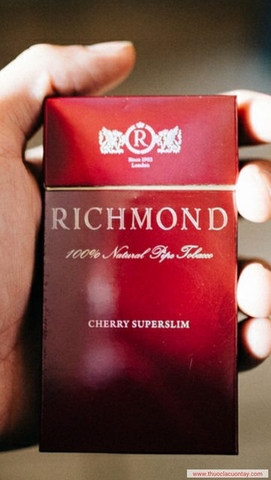 R
Since 1903
London
RICHMOND
100% Natural Pipe Tobacco
CHERRY SUPERSLIM
www.thuoclacuontay.com